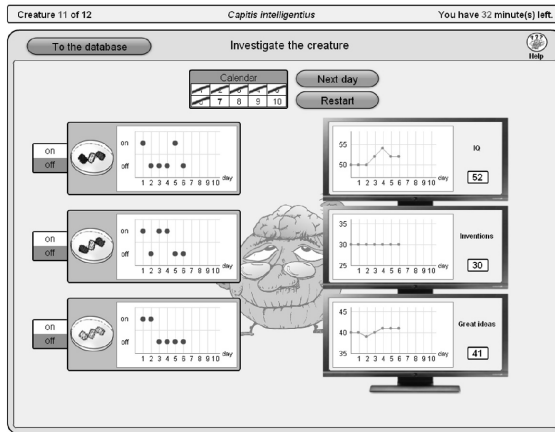 Creature 11 of 12
Capitis intelligentius
You have 32 minute(s) left.
To the database
Investigate the creature
???
Help
Calendar
1 2 3 4 5
6 7 8 9 10
Next day
Restart
on
off
on
off
1 2 3 4 5 6 7 8 9 10
day
55
50
1 2 3 4 5 6 7 8 9 10
day
IQ
52
on
off
on
off
1 2 3 4 5 6 7 8 9 10
day
35
30
25
1 2 3 4 5 6 7 8 9 10
day
Inventions
30
on
off
on
off
1 2 3 4 5 6 7 8 9 10
day
45
40
35
1 2 3 4 5 6 7 8 9 10
day
Great ideas
41